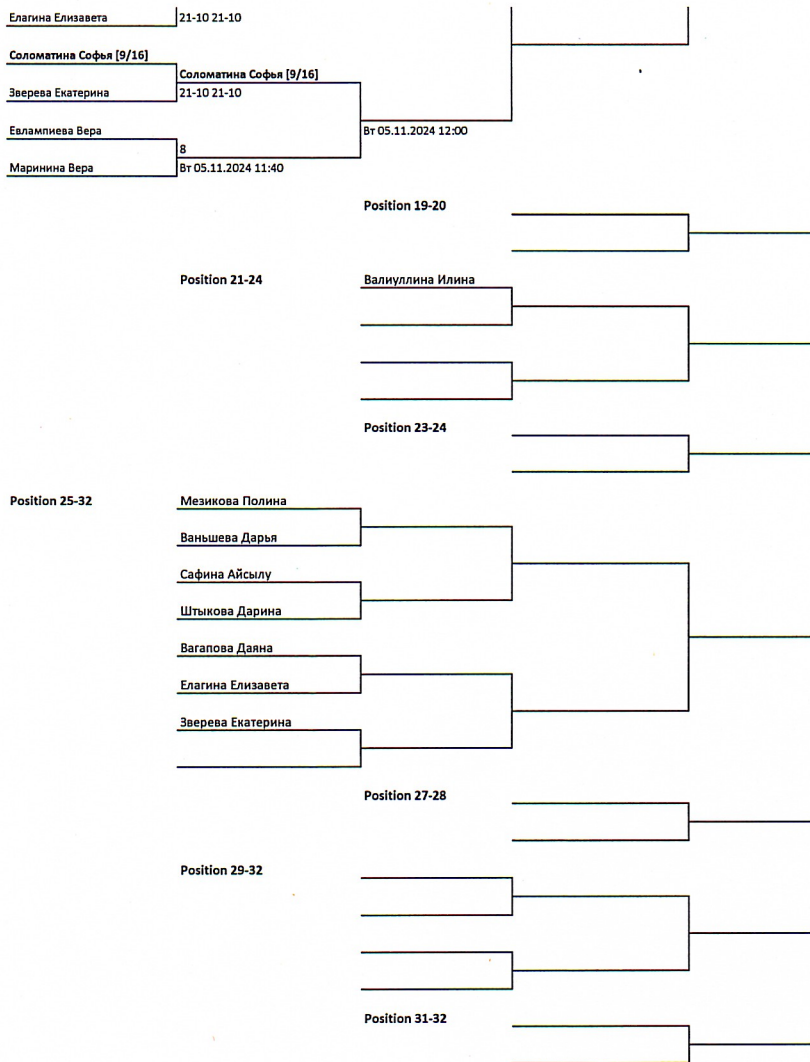 Елагина Елизавета
21-10 21-10
Соломатина Софья [9/16]
Соломатина Софья [9/16]
Зверева Екатерина
21-10 21-10
Евлампиева Вера
Вт 05.11.2024 12:00
8
Маринина Вера
Вт 05.11.2024 11:40
Position 19-20
Position 21-24
Валиуллина Илина
Position 23-24
Position 25-32
Мезикова Полина
Ваньшева Дарья
Сафина Айсылу
Штыкова Дарина
Вагапова Даяна
Елагина Елизавета
Зверева Екатерина
Position 27-28
Position 29-32
Position 31-32